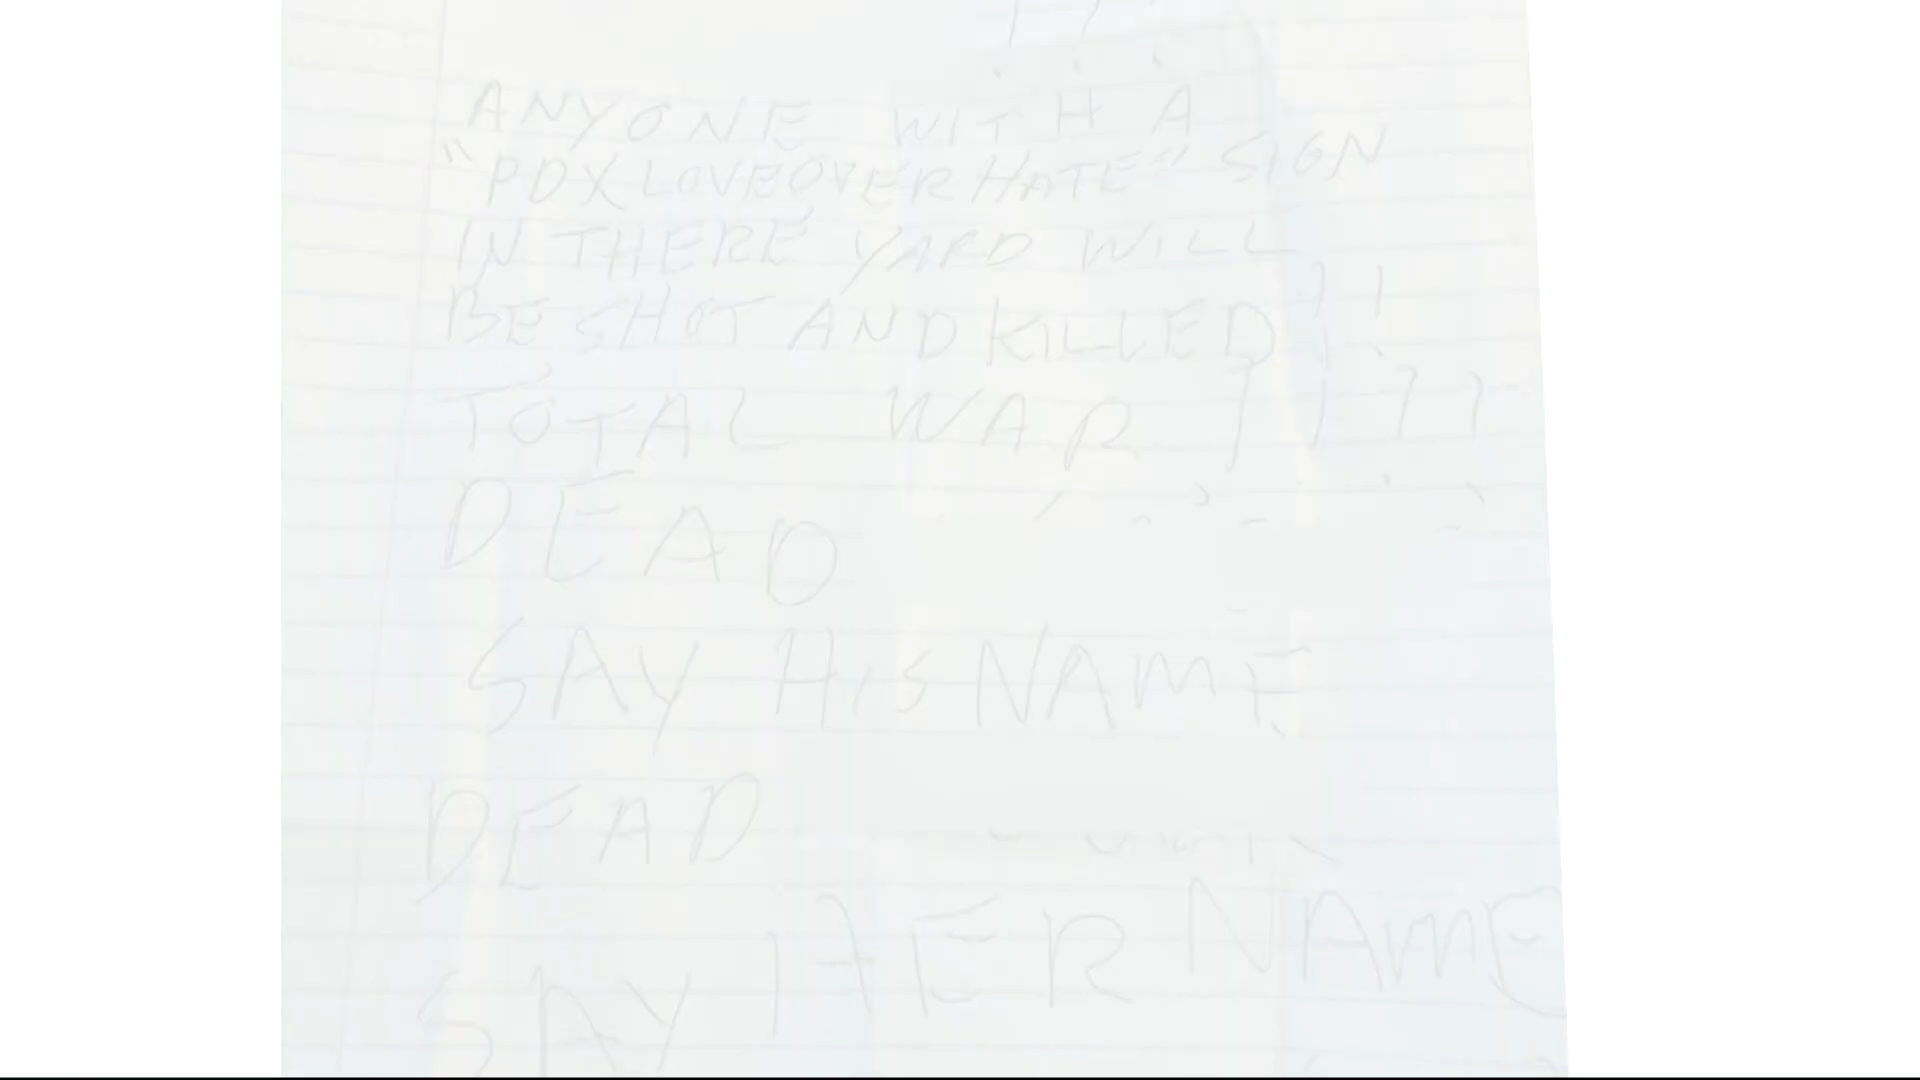 ANYONE WITH A
"PDXLOVEOVERHATE" SIGN
IN THERE YARD WILL
BE SHOT AND KILLED!!
TOTAL WAR !!!!
DEAD
SAY HIS NAME
DEAD
SAY HER NAME